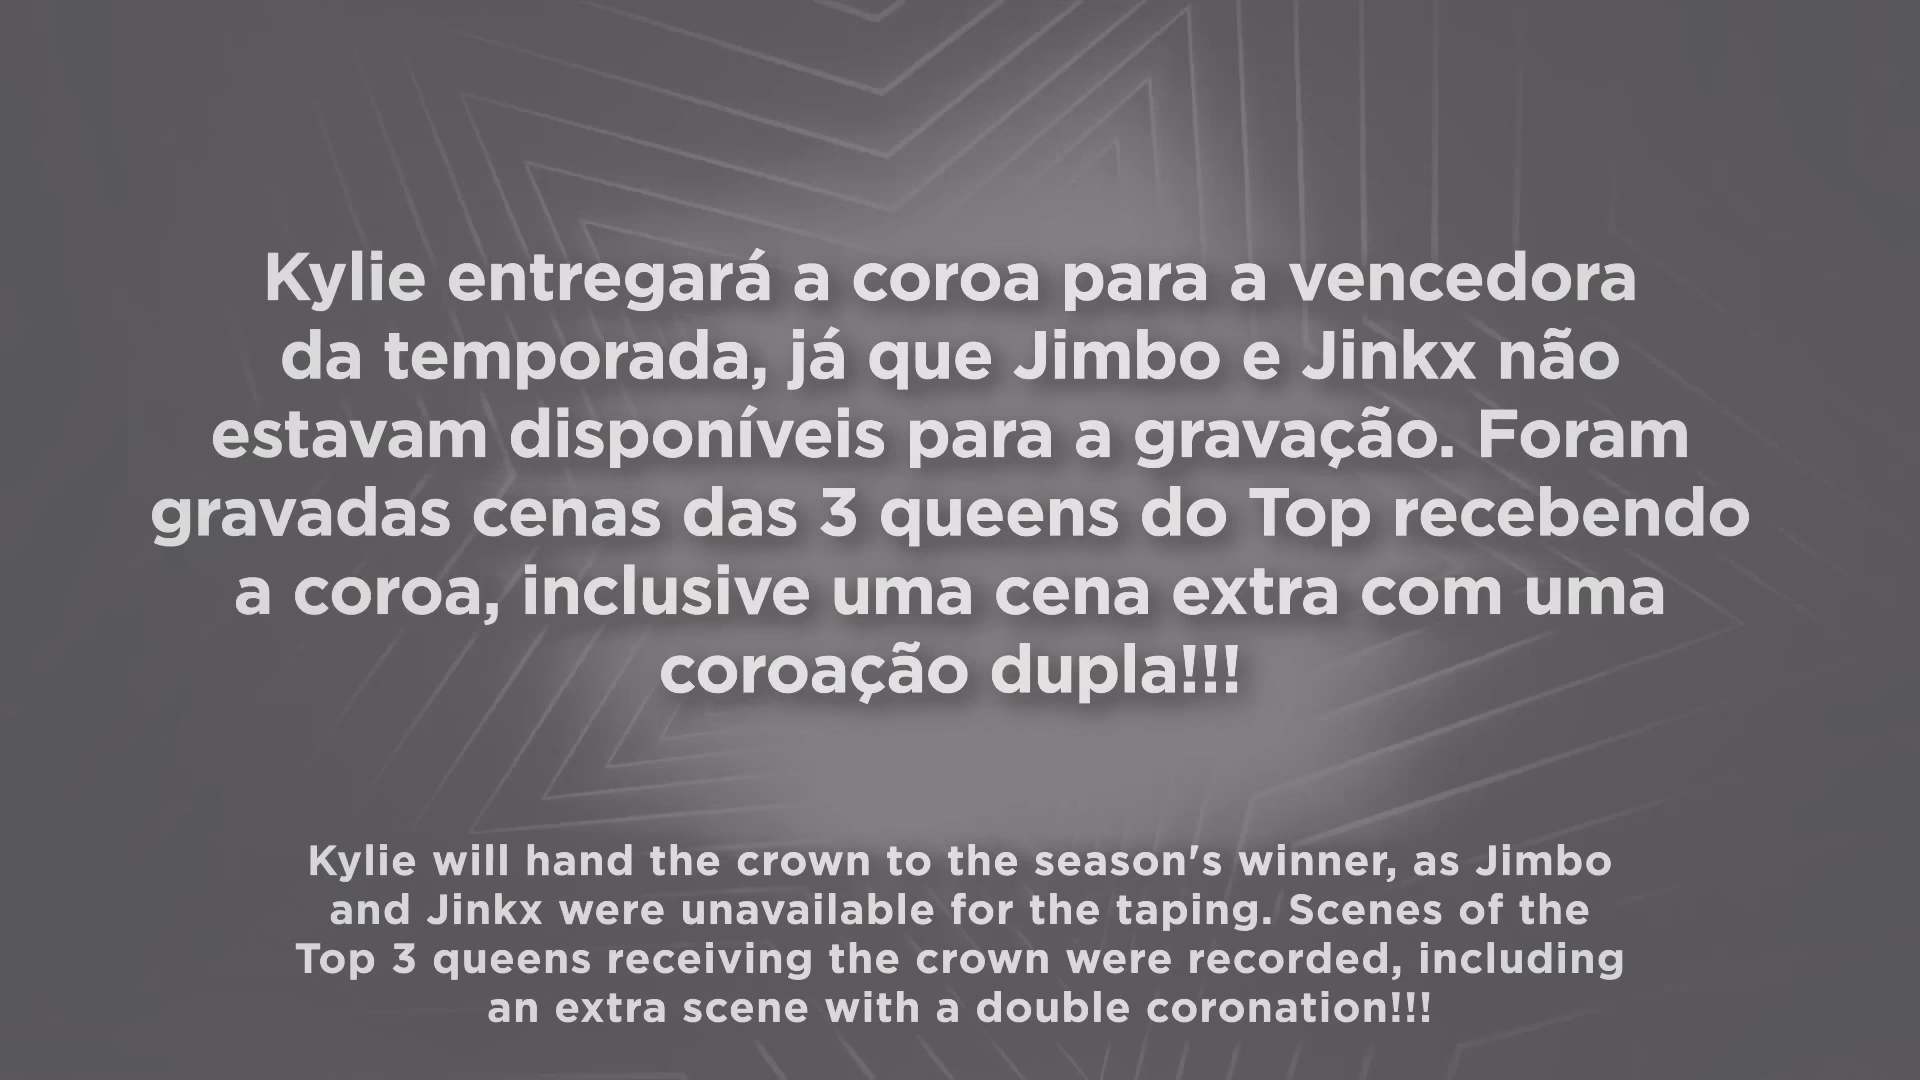 Kylie entregará a coroa para a vencedora
da temporada, já que Jimbo e Jinkx não
estavam disponíveis para a gravação. Foram
gravadas cenas das 3 queens do Top recebendo
a coroa, inclusive uma cena extra com uma
coroação dupla!!!
Kylie will hand the crown to the season's winner, as Jimbo
and Jinkx were unavailable for the taping. Scenes of the
Top 3 queens receiving the crown were recorded, including
an extra scene with a double coronation!!!